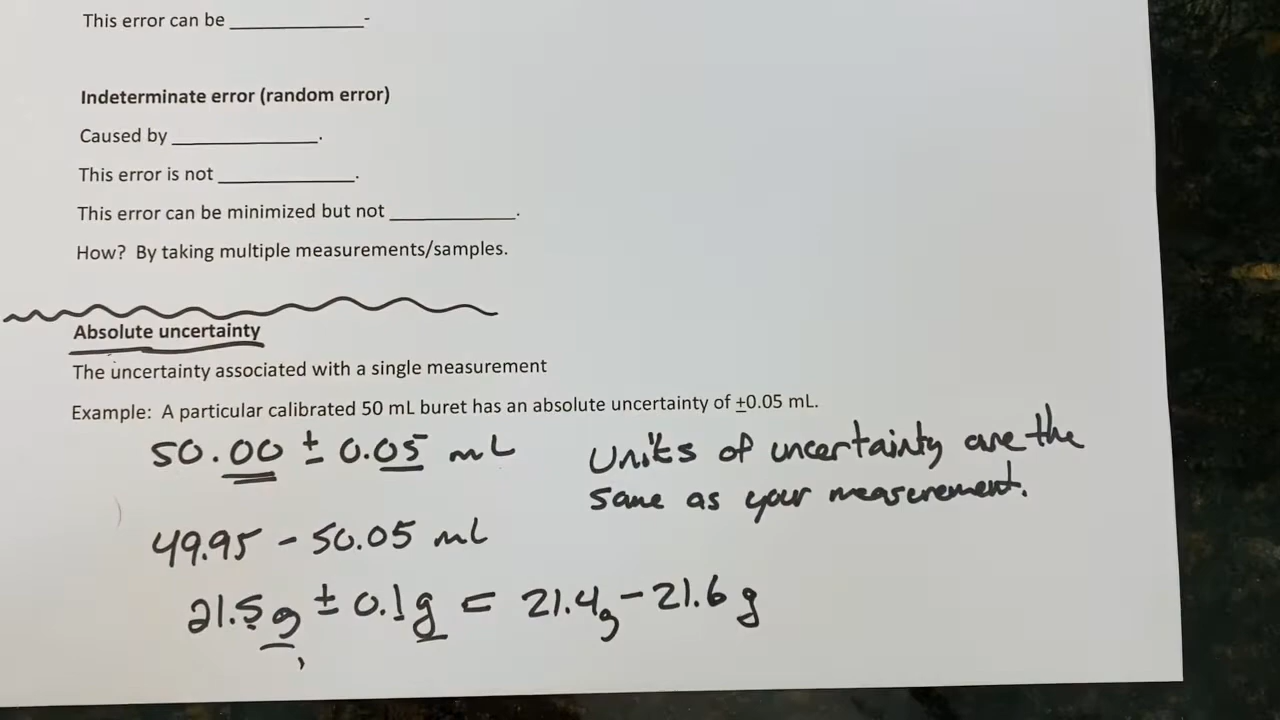 This error can be ____________-
Indeterminate error (random error)
Caused by ____________.
This error is not ____________.
This error can be minimized but not ____________.
How? By taking multiple measurements/samples.
Absolute uncertainty
The uncertainty associated with a single measurement
Example: A particular calibrated 50 mL buret has an absolute uncertainty of ±0.05 mL.
50.00 ± 0.05 mL
Units of uncertainty are the
same as your measurement.
49.95 - 50.05 mL
21.5g ± 0.1g = 21.4g - 21.6 g